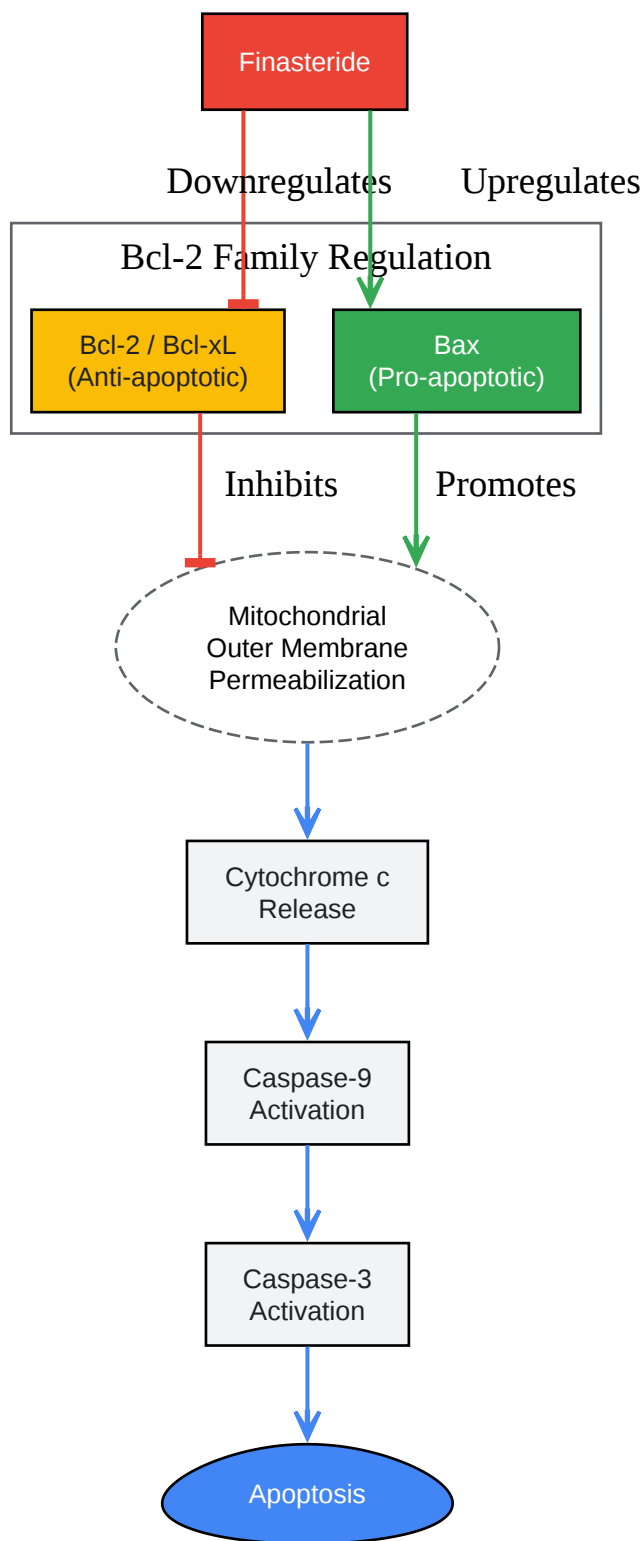 Finasteride
Downregulates
Upregulates
Bcl-2 Family Regulation
Bcl-2 / Bcl-xL
(Anti-apoptotic)
Bax
(Pro-apoptotic)
Inhibits
Promotes
Mitochondrial
Outer Membrane
Permeabilization
Cytochrome c
Release
Caspase-9
Activation
Caspase-3
Activation
Apoptosis